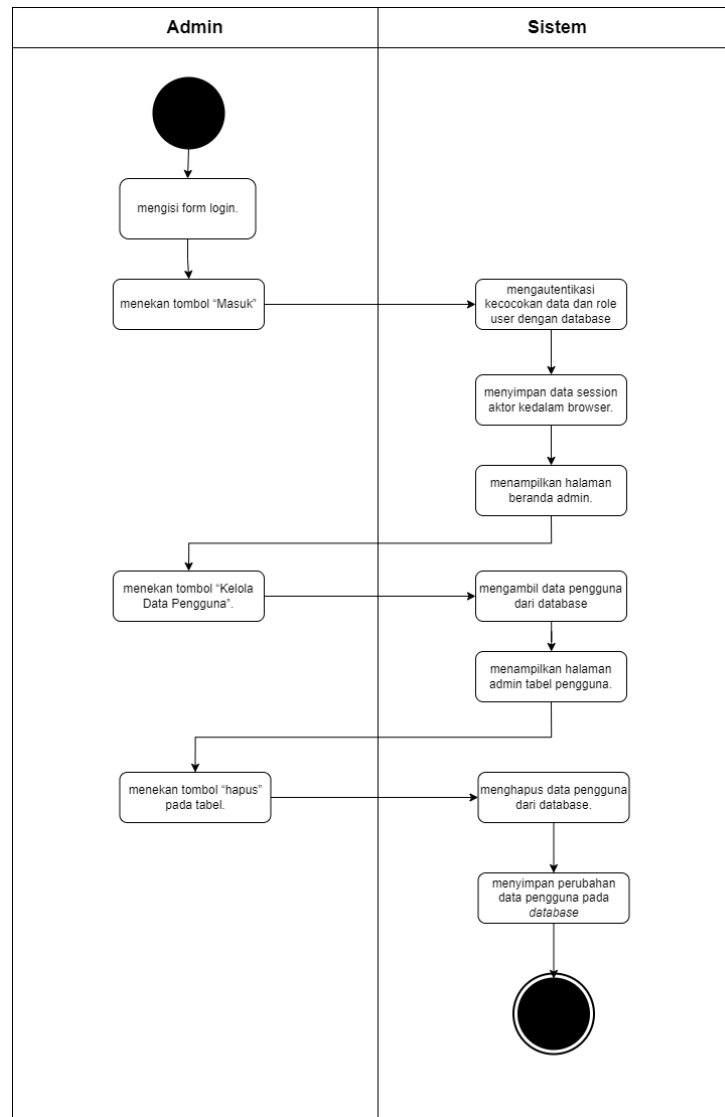 Admin
Sistem
mengisi form login.
menekan tombol “Masuk”
mengautentikasi
kecocokan data dan role
user dengan database
menyimpan data session
aktor kedalam browser.
menampilkan halaman
beranda admin.
menekan tombol “Kelola
Data Pengguna”.
mengambil data pengguna
dari database
menampilkan halaman
admin tabel pengguna.
menekan tombol “hapus”
pada tabel.
menghapus data pengguna
dari database.
menyimpan perubahan
data pengguna pada
database